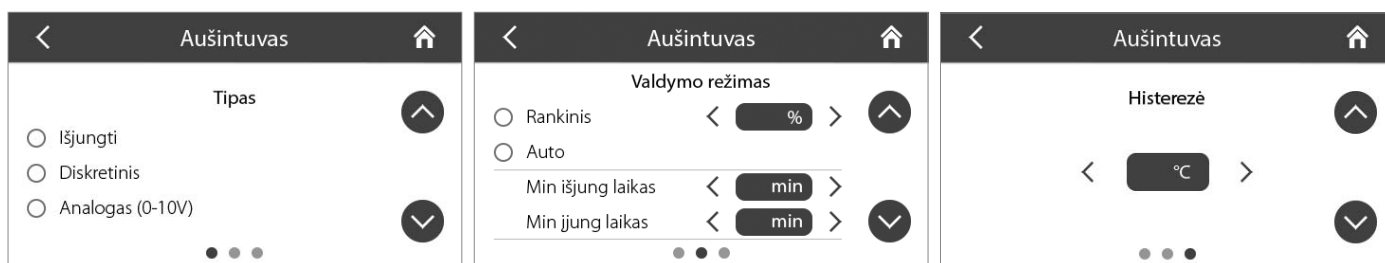 Aušintuvas
Tipas
Išjungti
Diskretinis
Analogas (0-10V)
Aušintuvas
Valdymo režimas
Rankinis %
Auto
Min išjung laikas min
Min jjung laikas min
Aušintuvas
Histerezė
°C